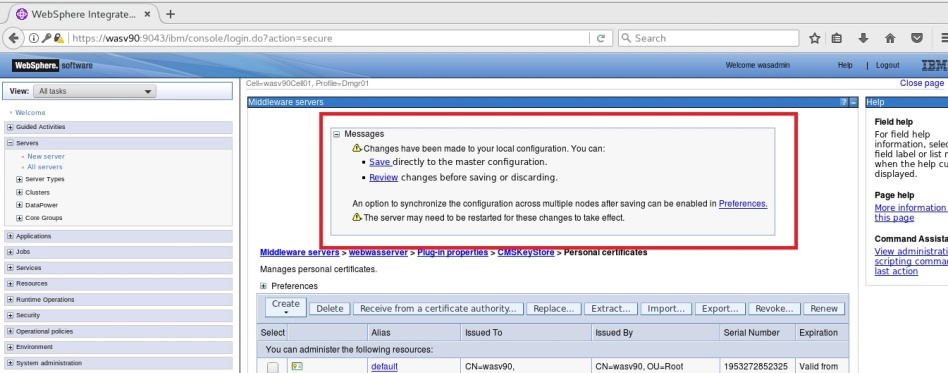 WebSphere Integrate...
https://wasv90:9043/ibm/console/login.do?action=secure
Search
WebSphere. software
Welcome wasadmin
Help | Logout
IBM
Cell=wasv90Cell01, Profile=Dmgr01
Close page
View: All tasks
Welcome
Guided Activities
Servers
New server
All servers
Server Types
Clusters
DataPower
Core Groups
Applications
Jobs
Services
Resources
Runtime Operations
Security
Operational policies
Environment
System administration
Middleware servers
Messages
Changes have been made to your local configuration. You can:
Save directly to the master configuration.
Review changes before saving or discarding.
An option to synchronize the configuration across multiple nodes after saving can be enabled in Preferences.
The server may need to be restarted for these changes to take effect.
Middleware servers > webwasserver > Plug-in properties > CMSKeyStore > Personal certificates
Manages personal certificates.
Preferences
Create Delete Receive from a certificate authority... Replace... Extract... Import... Export... Revoke... Renew
Select Alias Issued To Issued By Serial Number Expiration
You can administer the following resources:
default CN=wasv90, CN=wasv90, OU=Root 1953272852325 Valid from
Help
Field help
For field help
information, selec
field label or list r
when the help cu
displayed.
Page help
More information
this page
Command Assista
View administrati
scripting comma
last action